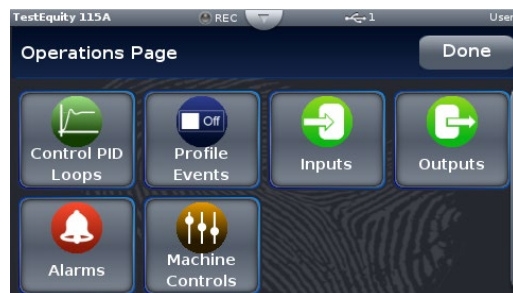 TestEquity 115A REC 1 User
Operations Page Done
Off
Control PID
Loops
Profile
Events
Inputs
Outputs
Alarms
Machine
Controls